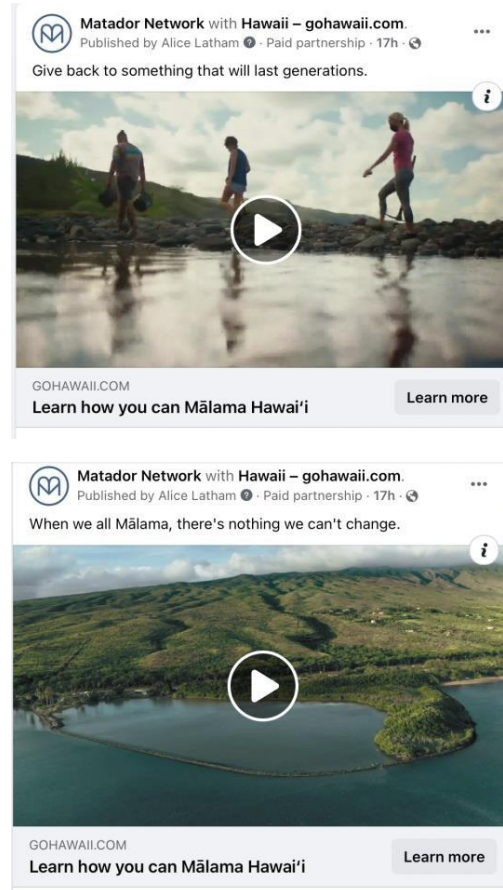 Matador Network with Hawaii – gohawaii.com.
Published by Alice Latham · Paid partnership · 17h ·
Give back to something that will last generations.
GOHAWAII.COM
Learn how you can Mālama Hawai‘i
Learn more
Matador Network with Hawaii – gohawaii.com.
Published by Alice Latham · Paid partnership · 17h ·
When we all Mālama, there's nothing we can't change.
GOHAWAII.COM
Learn how you can Mālama Hawai‘i
Learn more